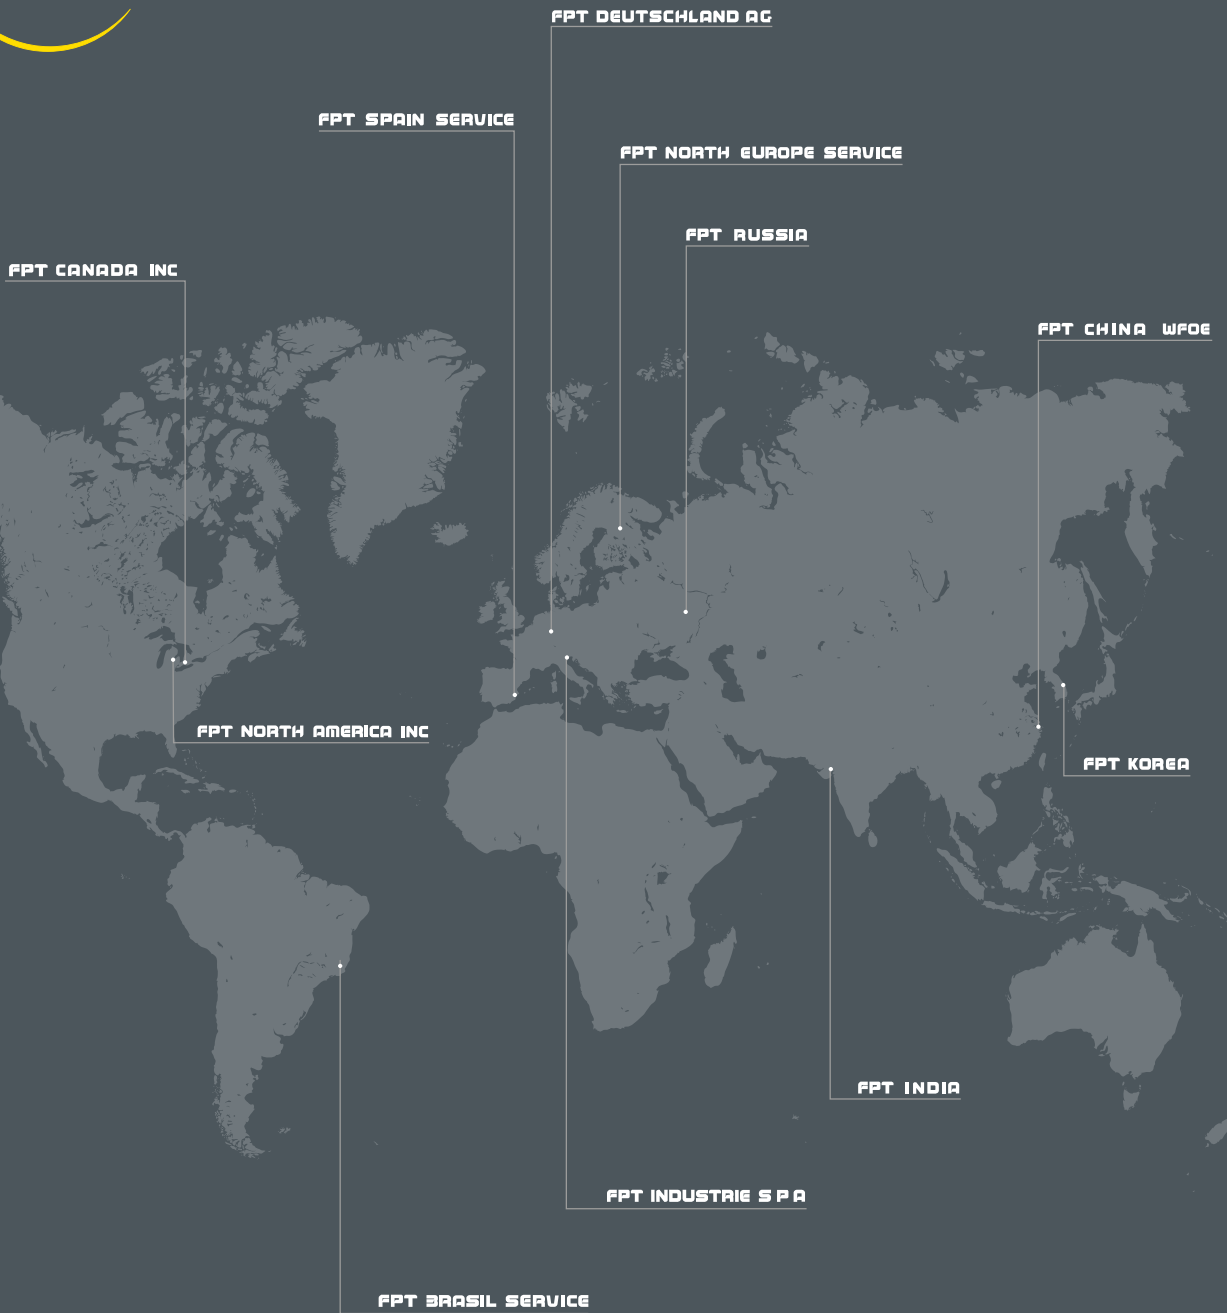 FPT DEUTSCHLAND AG
FPT SPAIN SERVICE
FPT NORTH EUROPE SERVICE
FPT RUSSIA
FPT CANADA INC
FPT CHINA WFOE
FPT NORTH AMERICA INC
FPT KOREA
FPT INDIA
FPT INDUSTRIE S P A
FPT BRASIL SERVICE